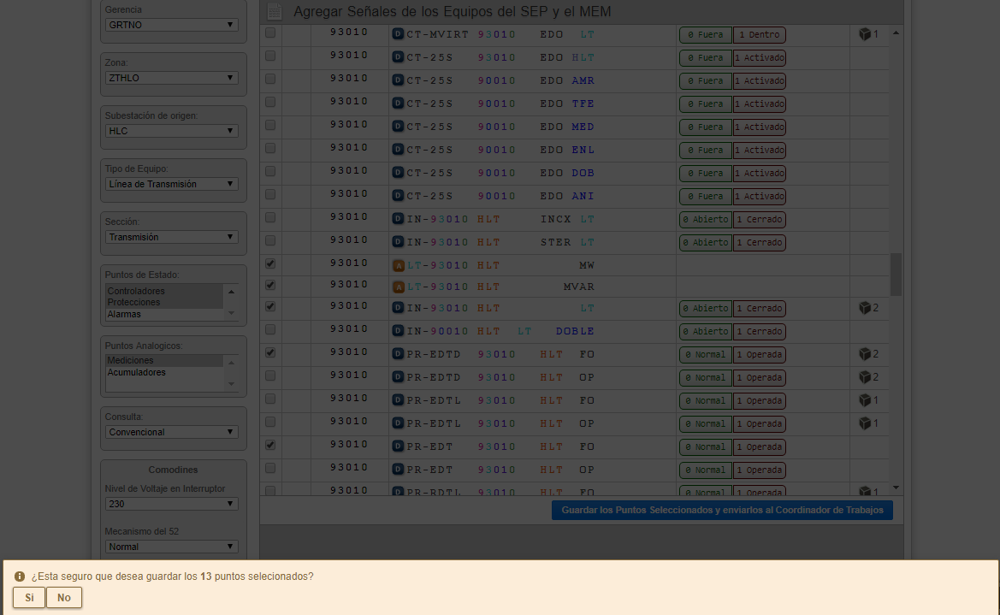 Gerencia
GRTNO
Zona:
ZTHLO
Subestación de origen:
HLC
Tipo de Equipo:
Línea de Transmisión
Sección:
Transmisión
Puntos de Estado:
Controladores
Protecciones
Alarmas
Puntos Analogicos:
Mediciones
Acumuladores
Consulta:
Convencional
Comodines
Nivel de Voltaje en Interruptor
230
Mecanismo del 52
Normal
Agregar Señales de los Equipos del SEP y el MEM
93010 D CT-MVIRT 93010 EDO LT 0 Fuera 1 Dentro 1
93010 D CT-25S 93010 EDO HLT 0 Fuera 1 Activado
93010 D CT-25S 90010 EDO AMR 0 Fuera 1 Activado
93010 D CT-25S 90010 EDO TFE 0 Fuera 1 Activado
93010 D CT-25S 90010 EDO MED 0 Fuera 1 Activado
93010 D CT-25S 90010 EDO ENL 0 Fuera 1 Activado
93010 D CT-25S 90010 EDO DOB 0 Fuera 1 Activado
93010 D CT-25S 90010 EDO ANI 0 Fuera 1 Activado
93010 D IN-93010 HLT INCX LT 0 Abierto 1 Cerrado
93010 D IN-93010 HLT STER LT 0 Abierto 1 Cerrado
93010 A LT-93010 HLT MW
93010 A LT-93010 HLT MVAR
93010 D IN-93010 HLT LT 0 Abierto 1 Cerrado 2
93010 D IN-90010 HLT LT DOBLE 0 Abierto 1 Cerrado
93010 D PR-EDTD 93010 HLT FO 0 Normal 1 Operada 2
93010 D PR-EDTD 93010 HLT OP 0 Normal 1 Operada 2
93010 D PR-EDTL 93010 HLT FO 0 Normal 1 Operada 1
93010 D PR-EDTL 93010 HLT OP 0 Normal 1 Operada 1
93010 D PR-EDT 93010 HLT FO 0 Normal 1 Operada
93010 D PR-EDT 93010 HLT OP 0 Normal 1 Operada
93010 D PR-RDTL 93010 HLT FO 0 Normal 1 Operada 1
Guardar los Puntos Seleccionados y enviarlos al Coordinador de Trabajos
¿Esta seguro que desea guardar los 13 puntos selecionados?
Si No